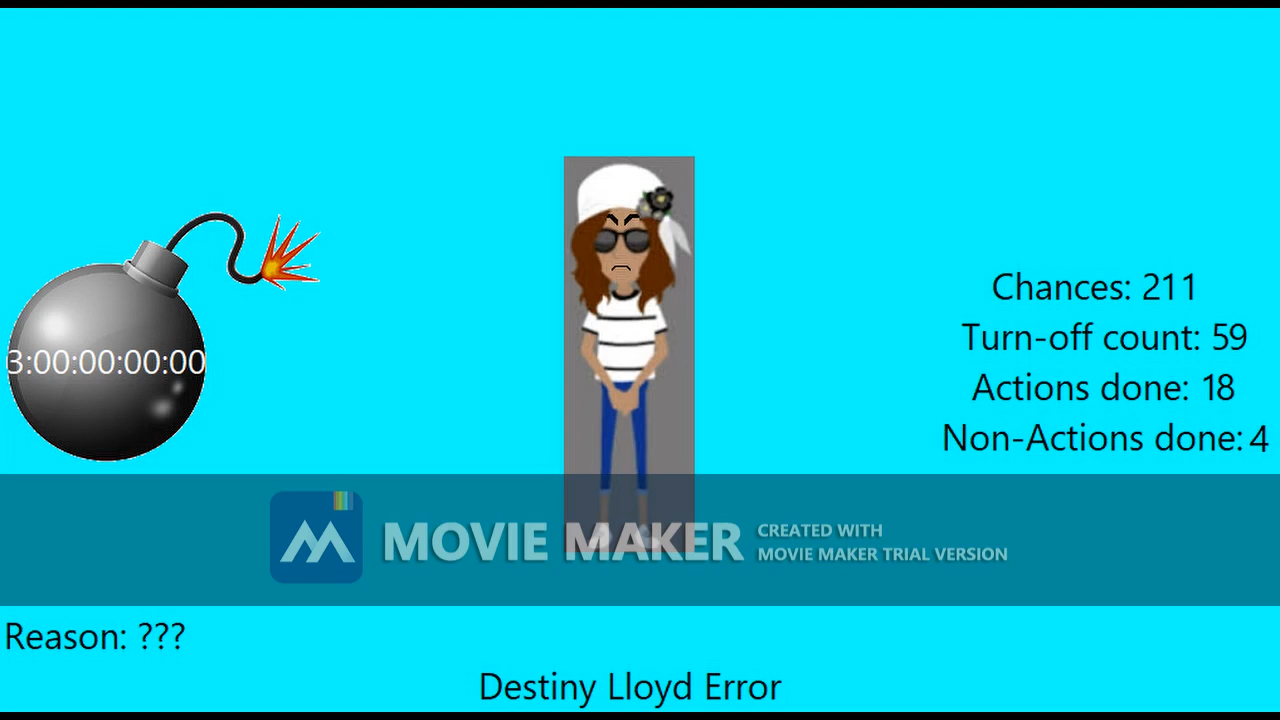 3:00:00:00:00
Chances: 211
Turn-off count: 59
Actions done: 18
Non-Actions done: 4
MOVIE MAKER
CREATED WITH
MOVIE MAKER TRIAL VERSION
Reason: ???
Destiny Lloyd Error